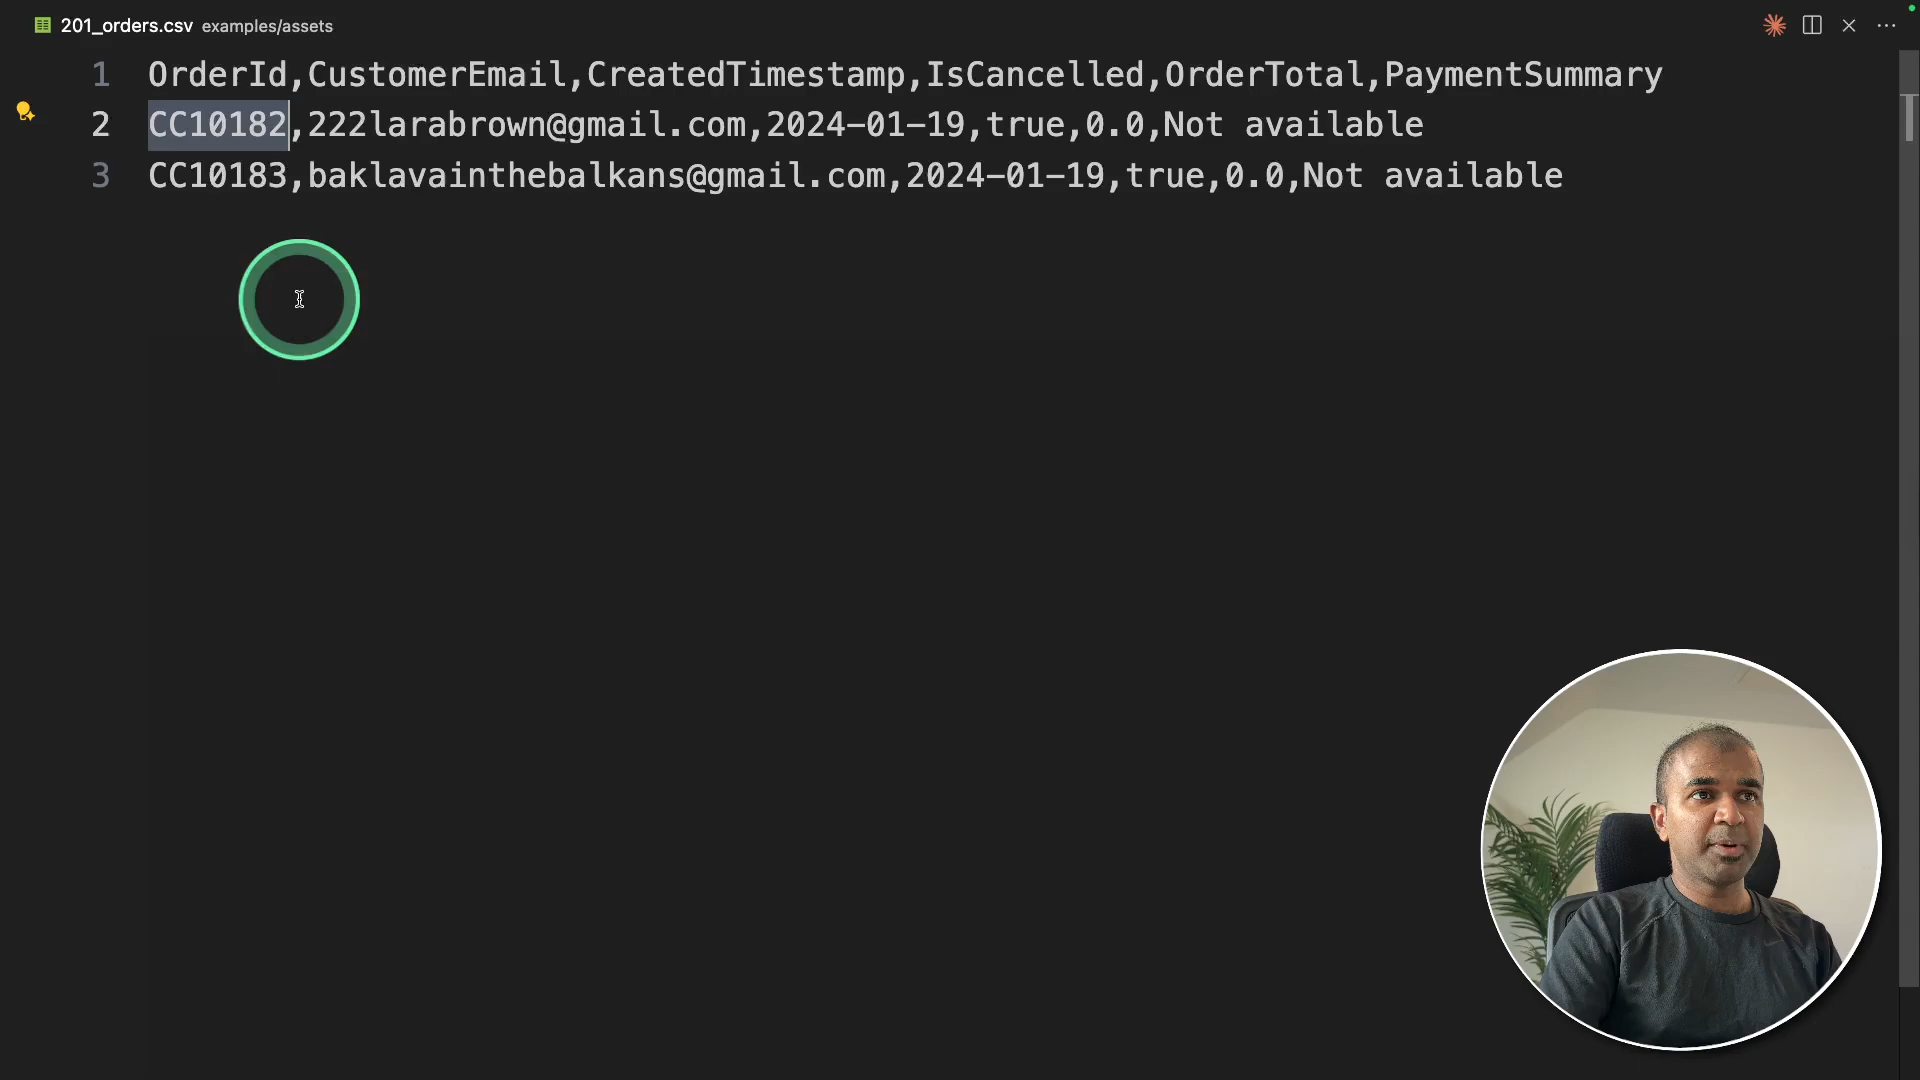 201_orders.csv examples/assets
1 OrderId,CustomerEmail,CreatedTimestamp,IsCancelled,OrderTotal,PaymentSummary
2 CC10182,222larabrown@gmail.com,2024-01-19,true,0.0,Not available
3 CC10183,baklavainthebalkans@gmail.com,2024-01-19,true,0.0,Not available